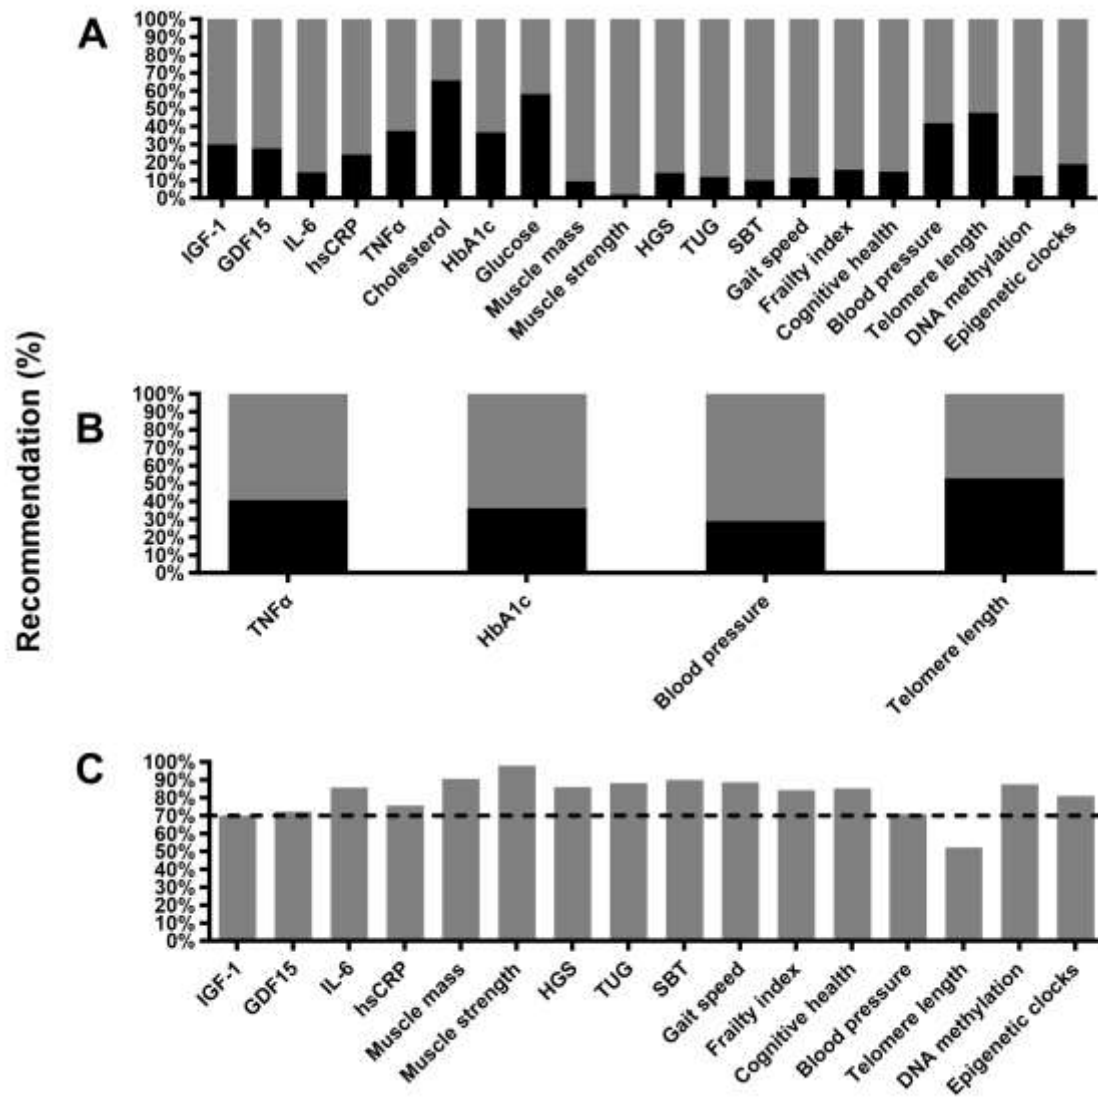 Recommendation (%)
A
100%
90%
80%
70%
60%
50%
40%
30%
20%
10%
0%
IGF-1
GDF15
IL-6
hsCRP
TNFα
Cholesterol
HbA1c
Glucose
Muscle mass
Muscle strength
HGS
TUG
SBT
Gait speed
Frailty index
Cognitive health
Blood pressure
Telomere length
DNA methylation
Epigenetic clocks
B
100%
90%
80%
70%
60%
50%
40%
30%
20%
10%
0%
TNFα
HbA1c
Blood pressure
Telomere length
C
100%
90%
80%
70%
60%
50%
40%
30%
20%
10%
0%
IGF-1
GDF15
IL-6
hsCRP
Muscle mass
Muscle strength
HGS
TUG
SBT
Gait speed
Frailty index
Cognitive health
Blood pressure
Telomere length
DNA methylation
Epigenetic clocks